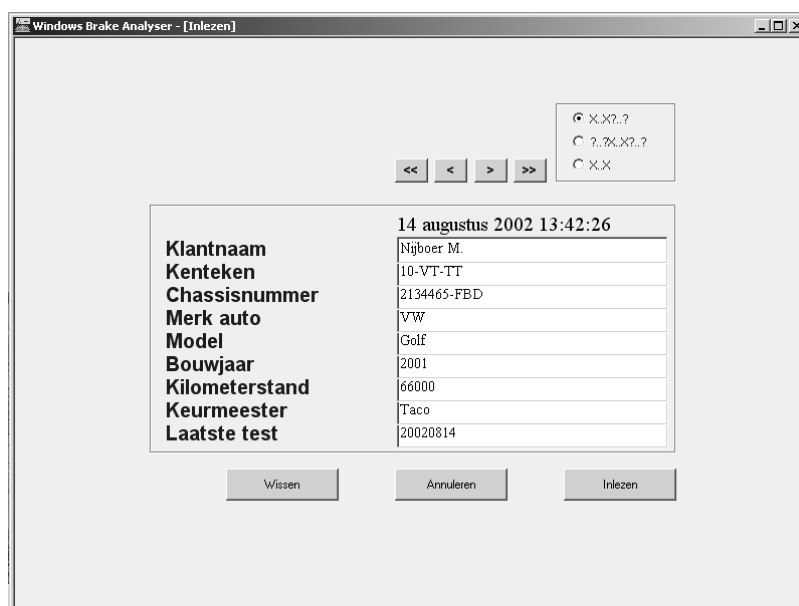 Windows Brake Analyser - [Inlezen]
X..X?..?
?..?X..X?..?
X..X
<< < > >>
14 augustus 2002 13:42:26
Klantnaam Nijboer M.
Kenteken 10-VT-TT
Chassisnummer 2134465-FBD
Merk auto VW
Model Golf
Bouwjaar 2001
Kilometerstand 66000
Keurmeester Taco
Laatste test 20020814
Wissen Annuleren Inlezen